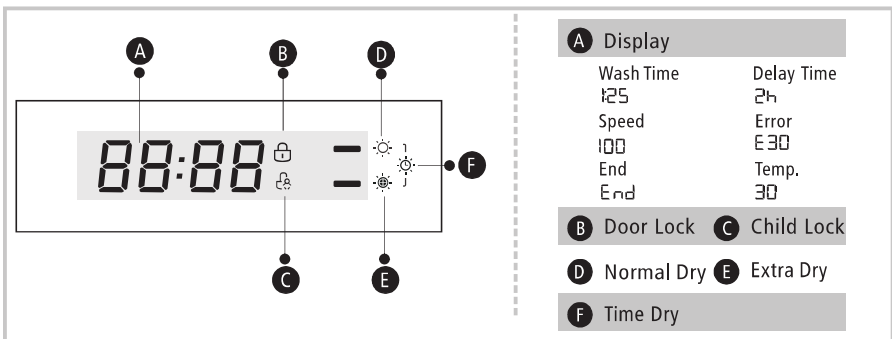 A B D
88:88
F
C E
A Display
Wash Time Delay Time
1:25 2h
Speed Error
100 E30
End Temp.
End 30
B Door Lock C Child Lock
D Normal Dry E Extra Dry
F Time Dry